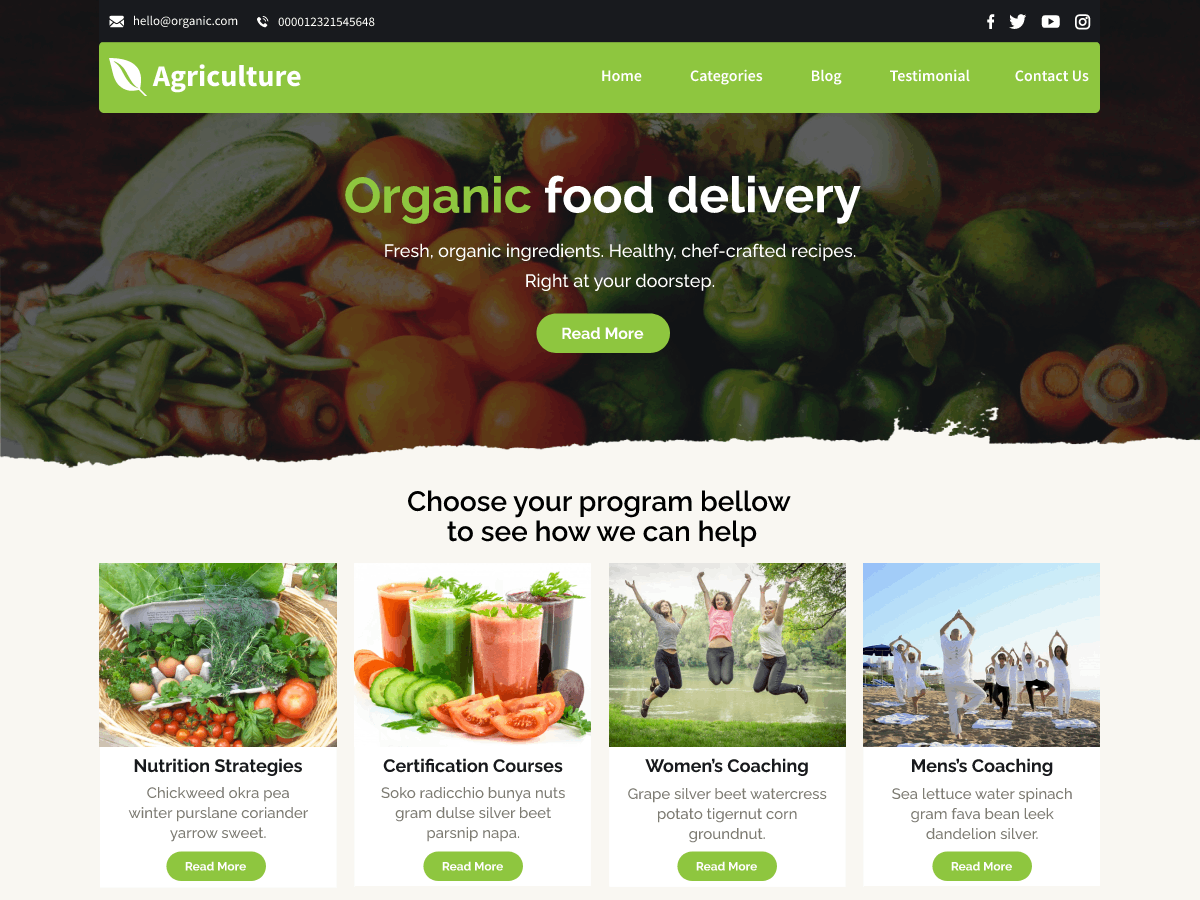 hello@organic.com 000012321545648
Agriculture Home Categories Blog Testimonial Contact Us
Organic food delivery
Fresh, organic ingredients. Healthy, chef-crafted recipes.
Right at your doorstep.
Read More
Choose your program bellow
to see how we can help
Nutrition Strategies
Chickweed okra pea
winter purslane coriander
yarrow sweet.
Read More
Certification Courses
Soko radicchio bunya nuts
gram dulse silver beet
parsnip napa.
Read More
Women’s Coaching
Grape silver beet watercress
potato tigernut corn
groundnut.
Read More
Mens’s Coaching
Sea lettuce water spinach
gram fava bean leek
dandelion silver.
Read More